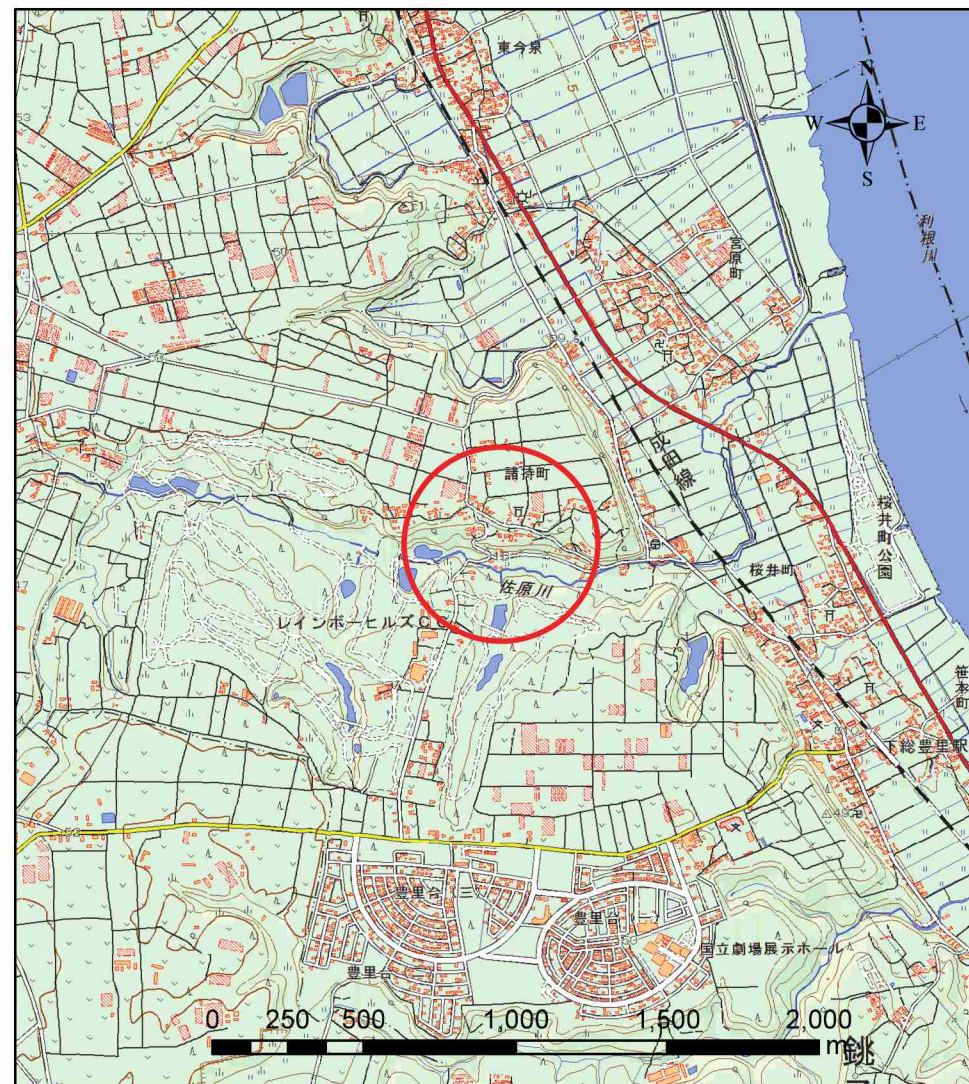 東今泉
N
W
E
S
利根川
宮原町
成田線
諸持町
桜井町公園
桜井町
佐原川
レインボーヒルズCC
笹本町
下総豊里駅
豊里台(三)
国立劇場展示ホール
0 250 500 1,000 1,500 2,000
m
銚